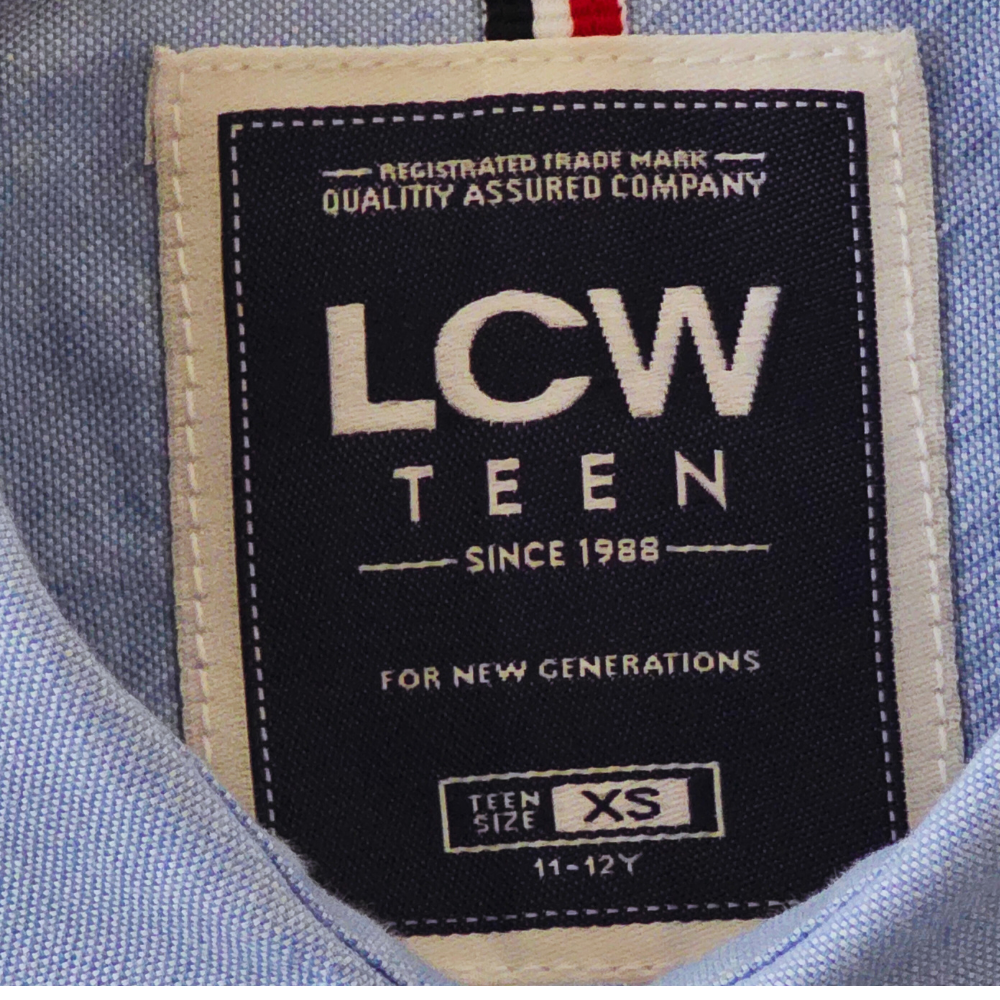 REGISTRATED TRADE MARK
QUALITIY ASSURED COMPANY
LCW
TEEN
SINCE 1988
FOR NEW GENERATIONS
TEEN
SIZE
XS
11-12Y